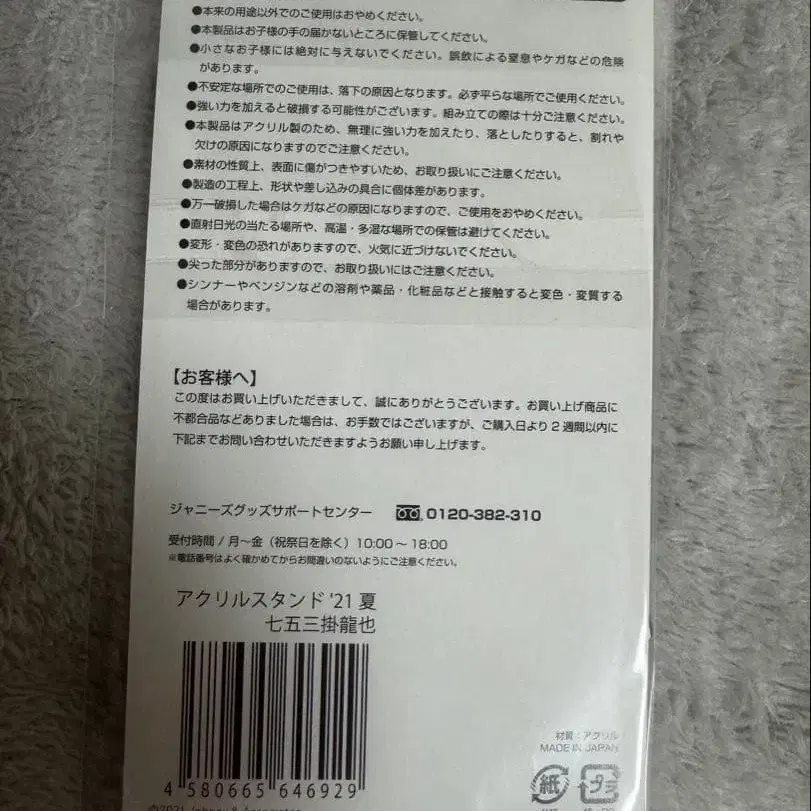 ●本来の用途以外でのご使用はおやめください。
●本製品はお子様の手の届かないところに保管してください。
●小さなお子様には絶対に与えないでください。誤飲による窒息やケガなどの危険
があります。
●不安定な場所でのご使用は、落下の原因となります。必ず平らな場所でご使用ください。
●強い力を加えると破損する可能性がございます。組み立ての際は十分ご注意ください。
●本製品はアクリル製のため、無理に強い力を加えたり、落としたりすると、割れや
欠けの原因になりますのでご注意ください。
●素材の性質上、表面に傷がつきやすいため、お取り扱いにご注意ください。
●製造の工程上、形状や差し込みの具合に個体差があります。
●万一破損した場合はケガなどの原因になりますので、ご使用をおやめください。
●直射日光の当たる場所や、高温・多湿な場所での保管は避けてください。
●変形・変色の恐れがありますので、火気に近づけないでください。
●尖った部分がありますので、お取り扱いにはご注意ください。
●シンナーやベンジンなどの溶剤や薬品・化粧品などと接触すると変色・変質する
場合があります。
【お客様へ】
この度はお買い上げいただきまして、誠にありがとうございます。お買い上げ商品に
不都合品などありました場合は、お手数ではございますが、ご購入日より2週間以内に
下記までお問い合わせいただきますようお願い申し上げます。
ジャニーズグッズサポートセンター 0120-382-310
受付時間/月〜金(祝祭日を除く)10:00〜18:00
※電話番号はよく確かめてからお間違いのないようにご注意ください。
アクリルスタンド'21夏
七五三掛龍也
材質:アクリル
MADE IN JAPAN
4 580665 646929
紙 プラ